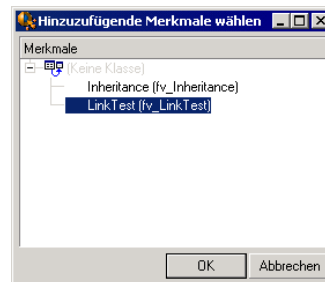 Hinzuzufügende Merkmale wählen
Merkmale
(Keine Klasse)
Inheritance (fv_Inheritance)
LinkTest (fv_LinkTest)
OK Abbrechen